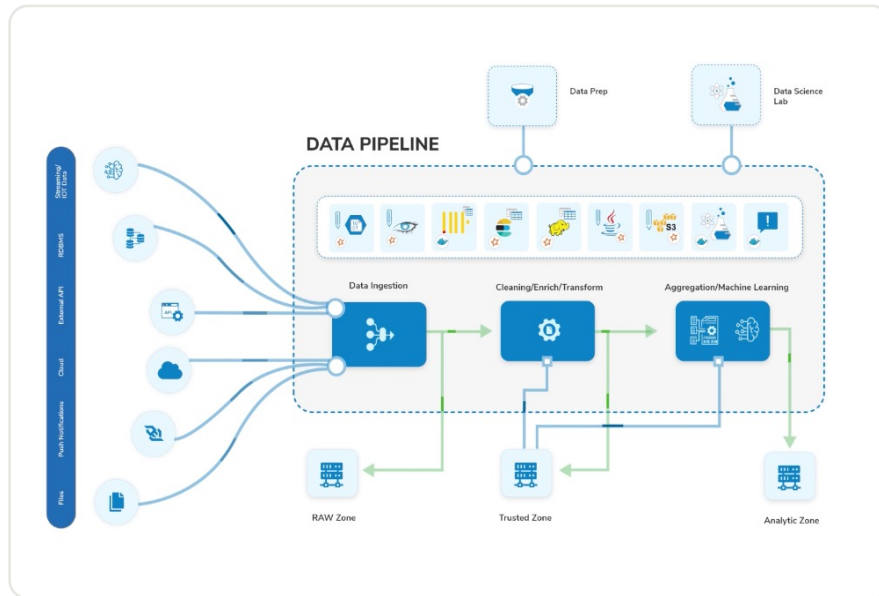 Data Prep
Data Science
Lab
DATA PIPELINE
Streaming/
IOT Data
RDBMS
External API
Cloud
Push Notifications
Files
API
S3
Data Ingestion
Cleaning/Enrich/Transform
Aggregation/Machine Learning
RAW Zone
Trusted Zone
Analytic Zone